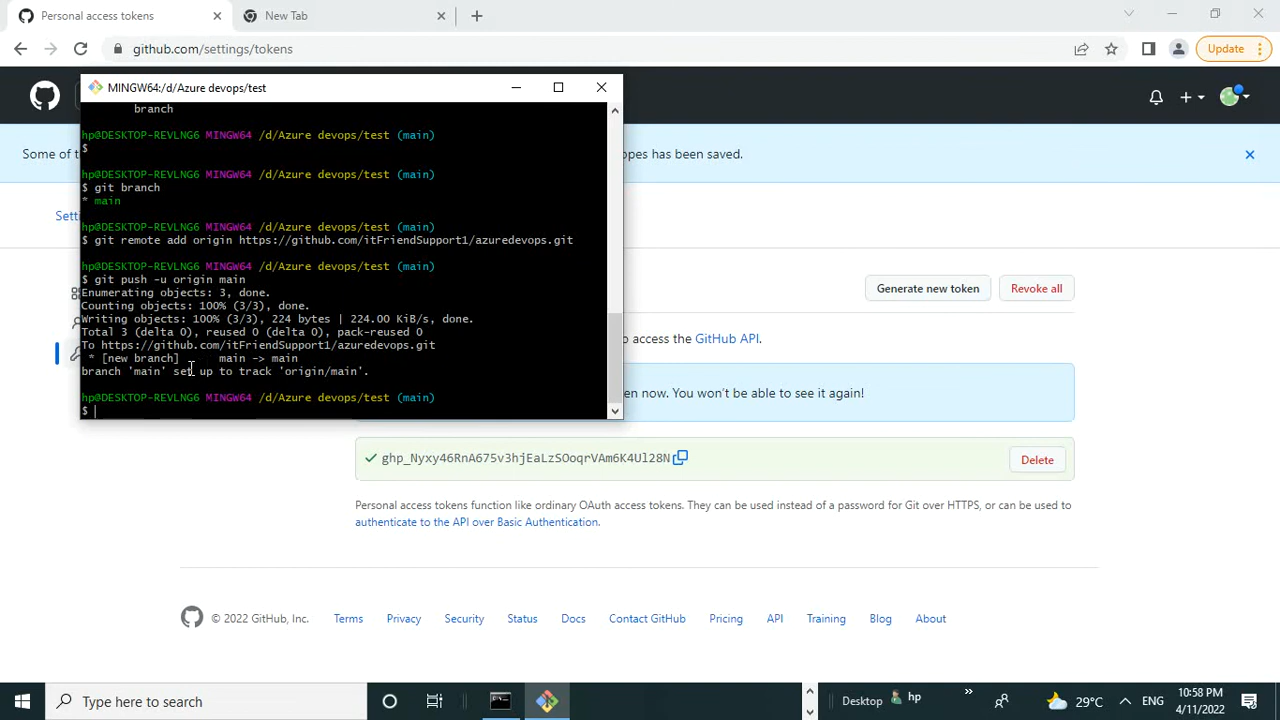 Personal access tokens
New Tab
github.com/settings/tokens
Update
MINGW64:/d/Azure devops/test
branch
hp@DESKTOP-REVLNG6 MINGW64 /d/Azure devops/test (main)
$
hp@DESKTOP-REVLNG6 MINGW64 /d/Azure devops/test (main)
$ git branch
* main
hp@DESKTOP-REVLNG6 MINGW64 /d/Azure devops/test (main)
$ git remote add origin https://github.com/itFriendSupport1/azuredevops.git
hp@DESKTOP-REVLNG6 MINGW64 /d/Azure devops/test (main)
$ git push -u origin main
Enumerating objects: 3, done.
Counting objects: 100% (3/3), done.
Writing objects: 100% (3/3), 224 bytes | 224.00 KiB/s, done.
Total 3 (delta 0), reused 0 (delta 0), pack-reused 0
To https://github.com/itFriendSupport1/azuredevops.git
* [new branch] main -> main
branch 'main' set up to track 'origin/main'.
hp@DESKTOP-REVLNG6 MINGW64 /d/Azure devops/test (main)
$
Some of t
opes has been saved.
Setti
Generate new token
Revoke all
o access the GitHub API.
en now. You won't be able to see it again!
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
Delete
Personal access tokens function like ordinary OAuth access tokens. They can be used instead of a password for Git over HTTPS, or can be used to
authenticate to the API over Basic Authentication.
© 2022 GitHub, Inc.
Terms
Privacy
Security
Status
Docs
Contact GitHub
Pricing
API
Training
Blog
About
Type here to search
Desktop
hp
29°C
ENG
10:58 PM
4/11/2022